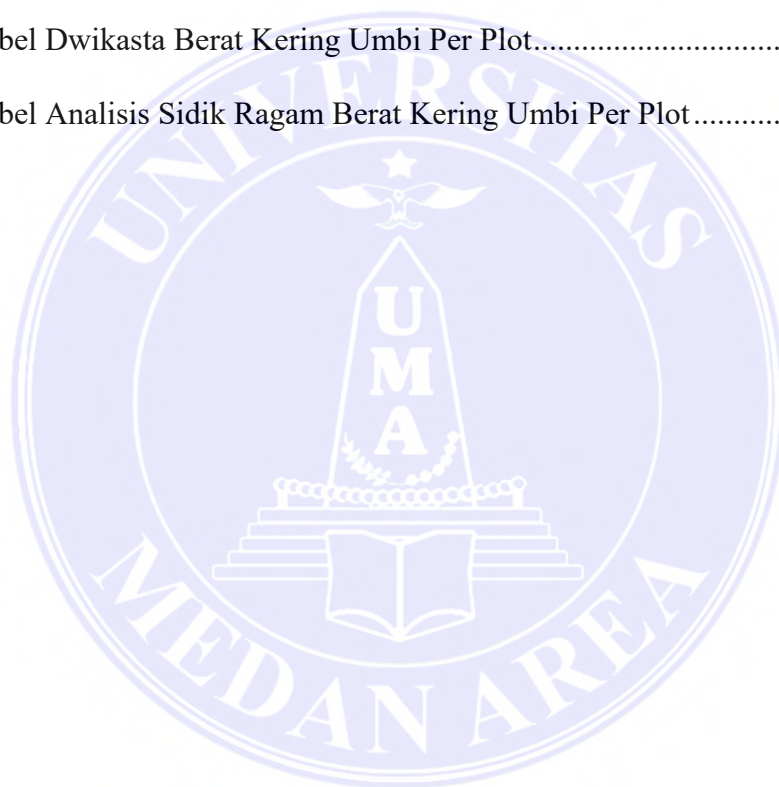 bel Dwikasta Berat Kering Umbi Per Plot...............................
bel Analisis Sidik Ragam Berat Kering Umbi Per Plot...........
UNIVERSITAS
U
M
A
MEDAN AREA